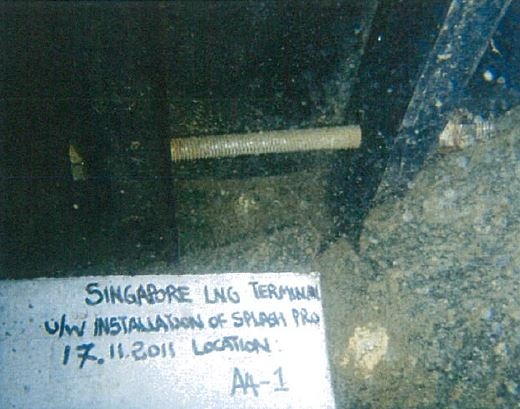 SINGAPORE LNG TERMINAL
U/W INSTALLATION OF SPLASH PRO
17.11.2011 LOCATION:
AA-1